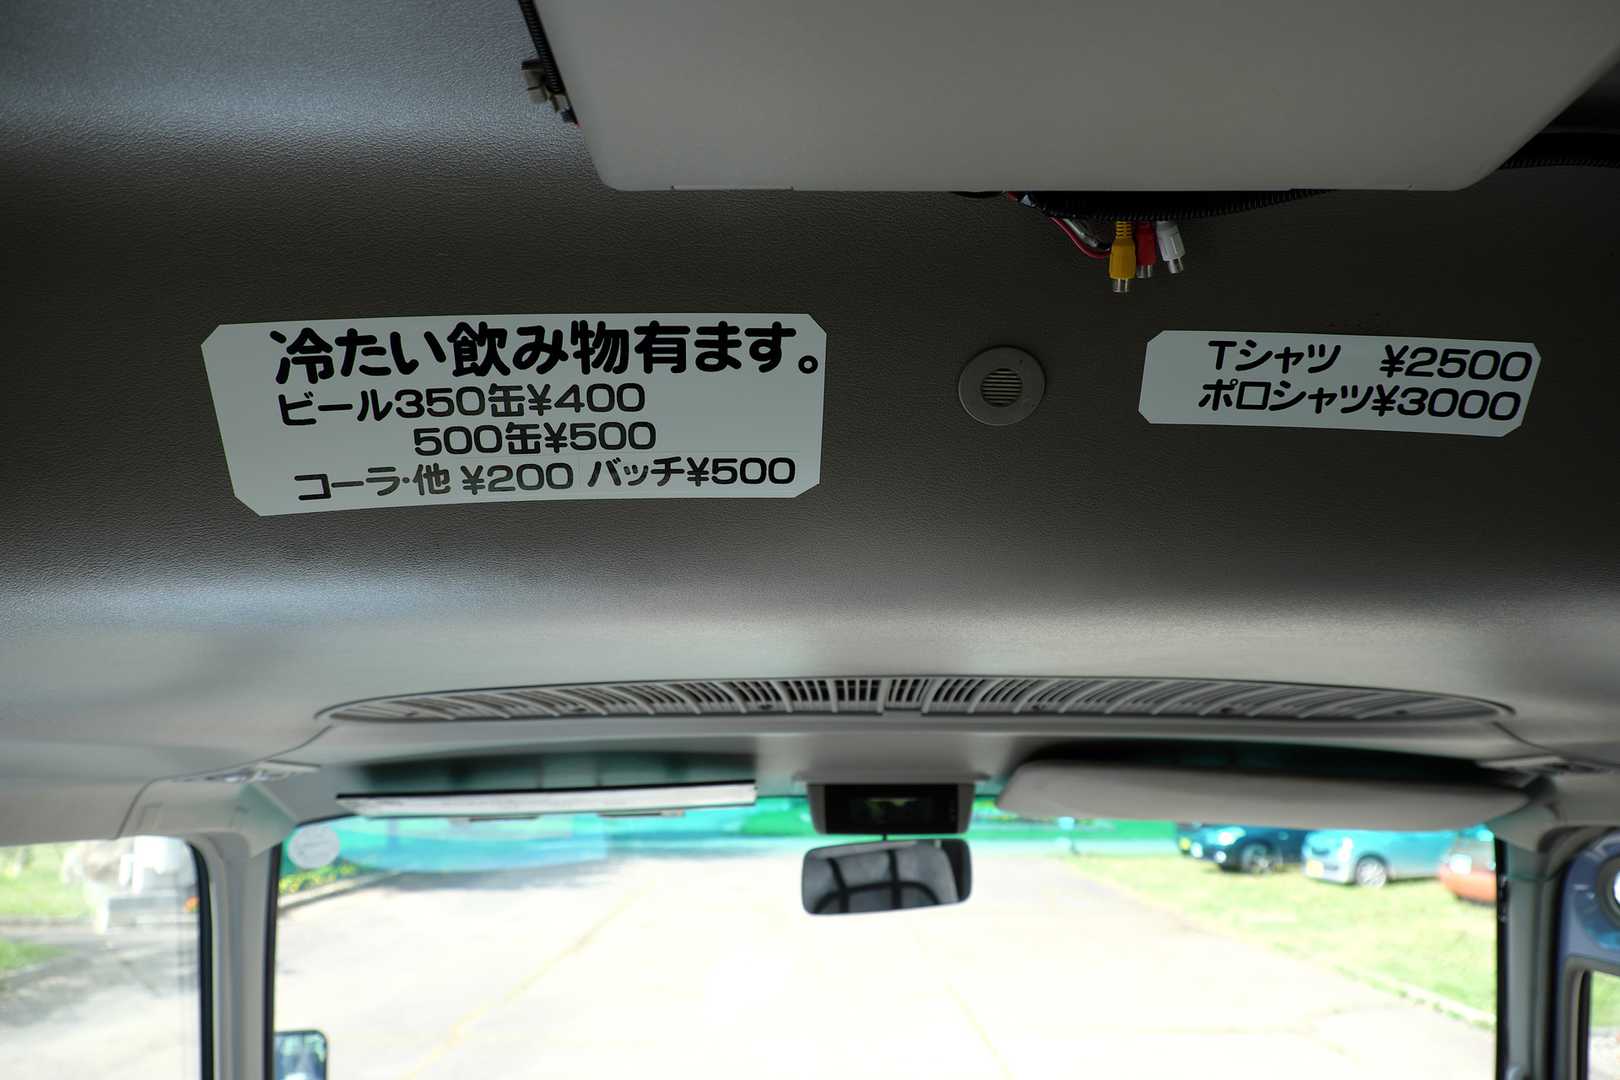 冷たい飲み物有ます。
ビール350缶¥400
500缶¥500
コーラ・他 ¥200 バッチ¥500
Tシャツ ¥2500
ポロシャツ¥3000